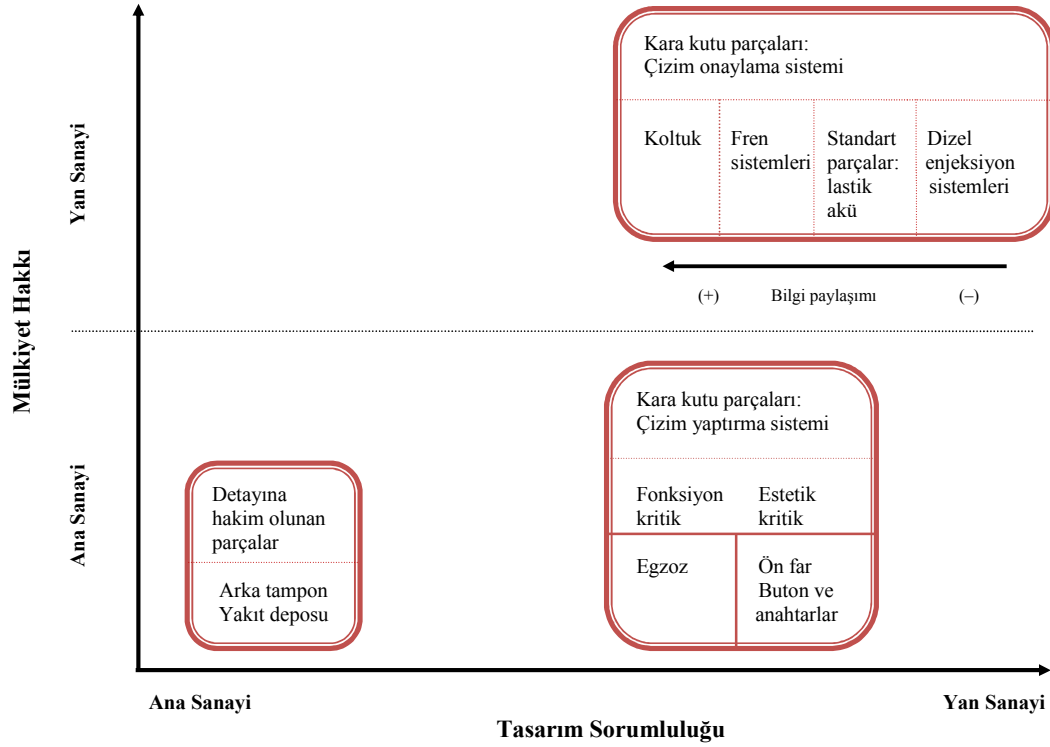 Kara kutu parçaları:
Çizim onaylama sistemi
Koltuk
Fren
sistemleri
Standart
parçalar:
lastik
akü
Dizel
enjeksiyon
sistemleri
(+) Bilgi paylaşımı (–)
Yan Sanayi
Mülkiyet Hakkı
Ana Sanayi
Kara kutu parçaları:
Çizim yaptırma sistemi
Fonksiyon
kritik
Estetik
kritik
Egzoz
Ön far
Buton ve
anahtarlar
Detayına
hakim olunan
parçalar
Arka tampon
Yakıt deposu
Ana Sanayi
Yan Sanayi
Tasarım Sorumluluğu